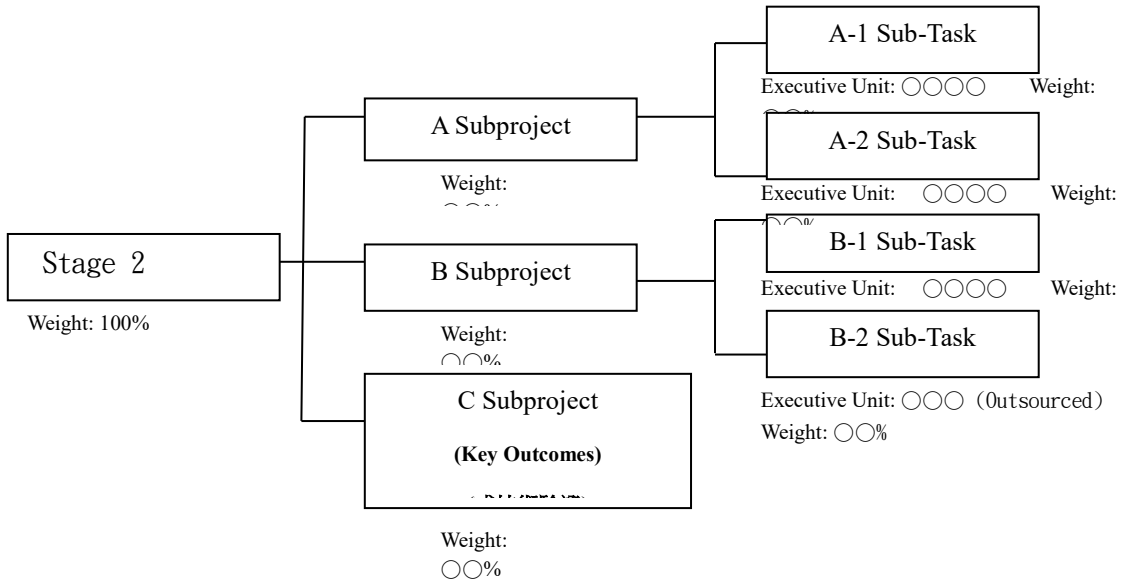 A-1 Sub-Task
Executive Unit: ○○○○ Weight:
A Subproject
Weight:
A-2 Sub-Task
Executive Unit: ○○○○ Weight:
Stage 2
Weight: 100%
B Subproject
Weight:
○○%
B-1 Sub-Task
Executive Unit: ○○○○ Weight:
B-2 Sub-Task
Executive Unit: ○○○ (Outsourced)
Weight: ○○%
C Subproject
(Key Outcomes)
Weight:
○○%